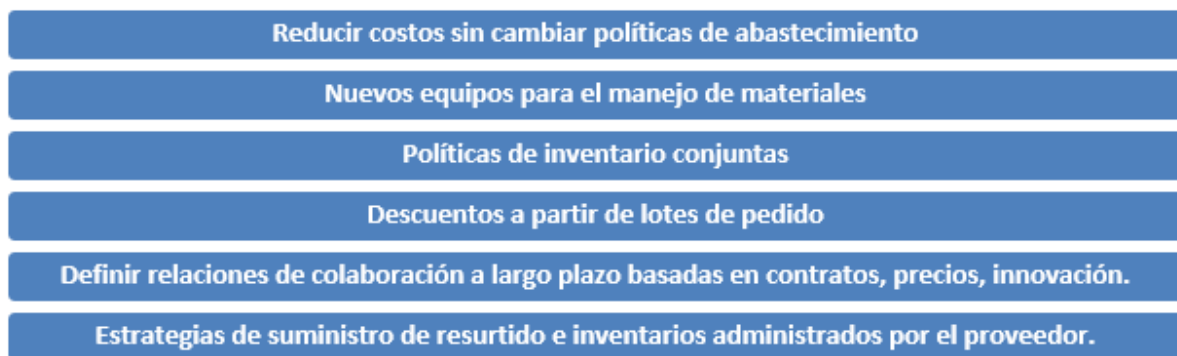 Reducir costos sin cambiar políticas de abastecimiento
Nuevos equipos para el manejo de materiales
Políticas de inventario conjuntas
Descuentos a partir de lotes de pedido
Definir relaciones de colaboración a largo plazo basadas en contratos, precios, innovación.
Estrategias de suministro de resurtido e inventarios administrados por el proveedor.